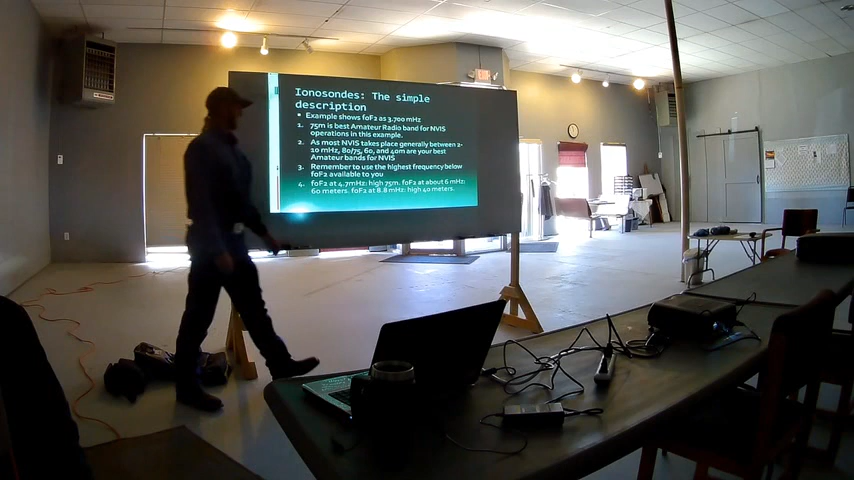 Ionosondes: The simple
description
Example shows foF2 as 3.700 mHz
1. 75m is best Amateur Radio band for NVIS
operations in this example.
2. As most NVIS takes place generally between 2-
10 mHz, 80/75, 60, and 40m are your best
Amateur bands for NVIS
3. Remember to use the highest frequency below
foF2 available to you
4. foF2 at 4.7mHz: high 75m. foF2 at about 6 mHz:
60 meters. foF2 at 8.8 mHz: high 40 meters.
EXIT